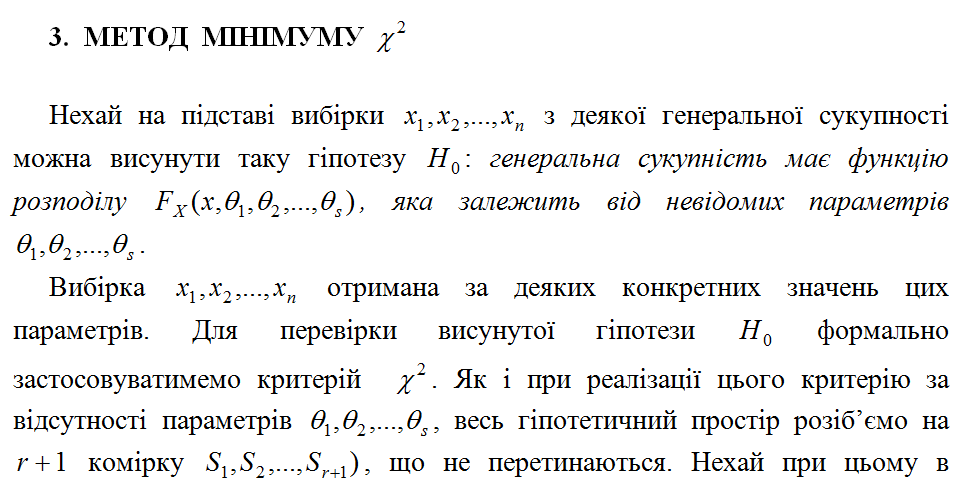 3. МЕТОД МІНІМУМУ χ²
Нехай на підставі вибірки x₁,x₂,...,xₙ з деякої генеральної сукупності
можна висунути таку гіпотезу H₀: генеральна сукупність має функцію
розподілу F_X(x,θ₁,θ₂,...,θₛ), яка залежить від невідомих параметрів
θ₁,θ₂,...,θₛ.
Вибірка x₁,x₂,...,xₙ отримана за деяких конкретних значень цих
параметрів. Для перевірки висунутої гіпотези H₀ формально
застосовуватимемо критерій χ². Як і при реалізації цього критерію за
відсутності параметрів θ₁,θ₂,...,θₛ, весь гіпотетичний простір розіб’ємо на
r+1 комірку S₁,S₂,...,Sᵣ₊₁), що не перетинаються. Нехай при цьому в